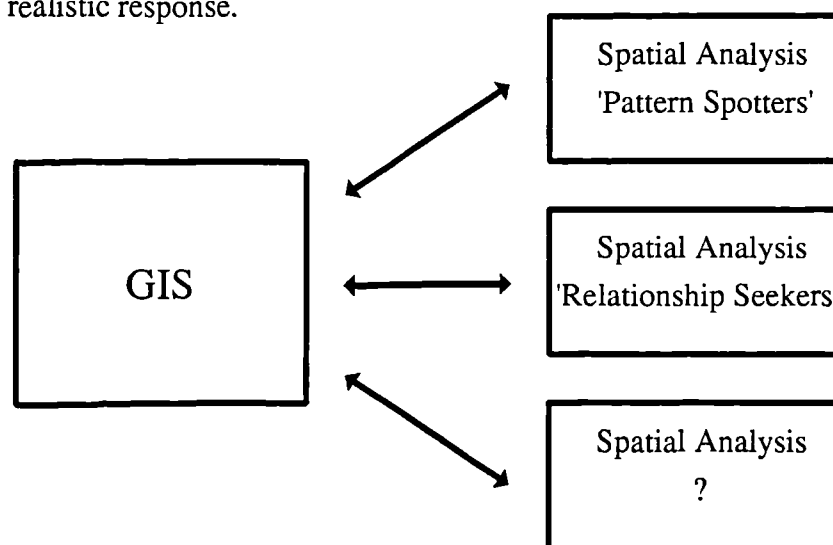 realistic response.
Spatial Analysis
'Pattern Spotters'
GIS
Spatial Analysis
'Relationship Seekers
Spatial Analysis
?